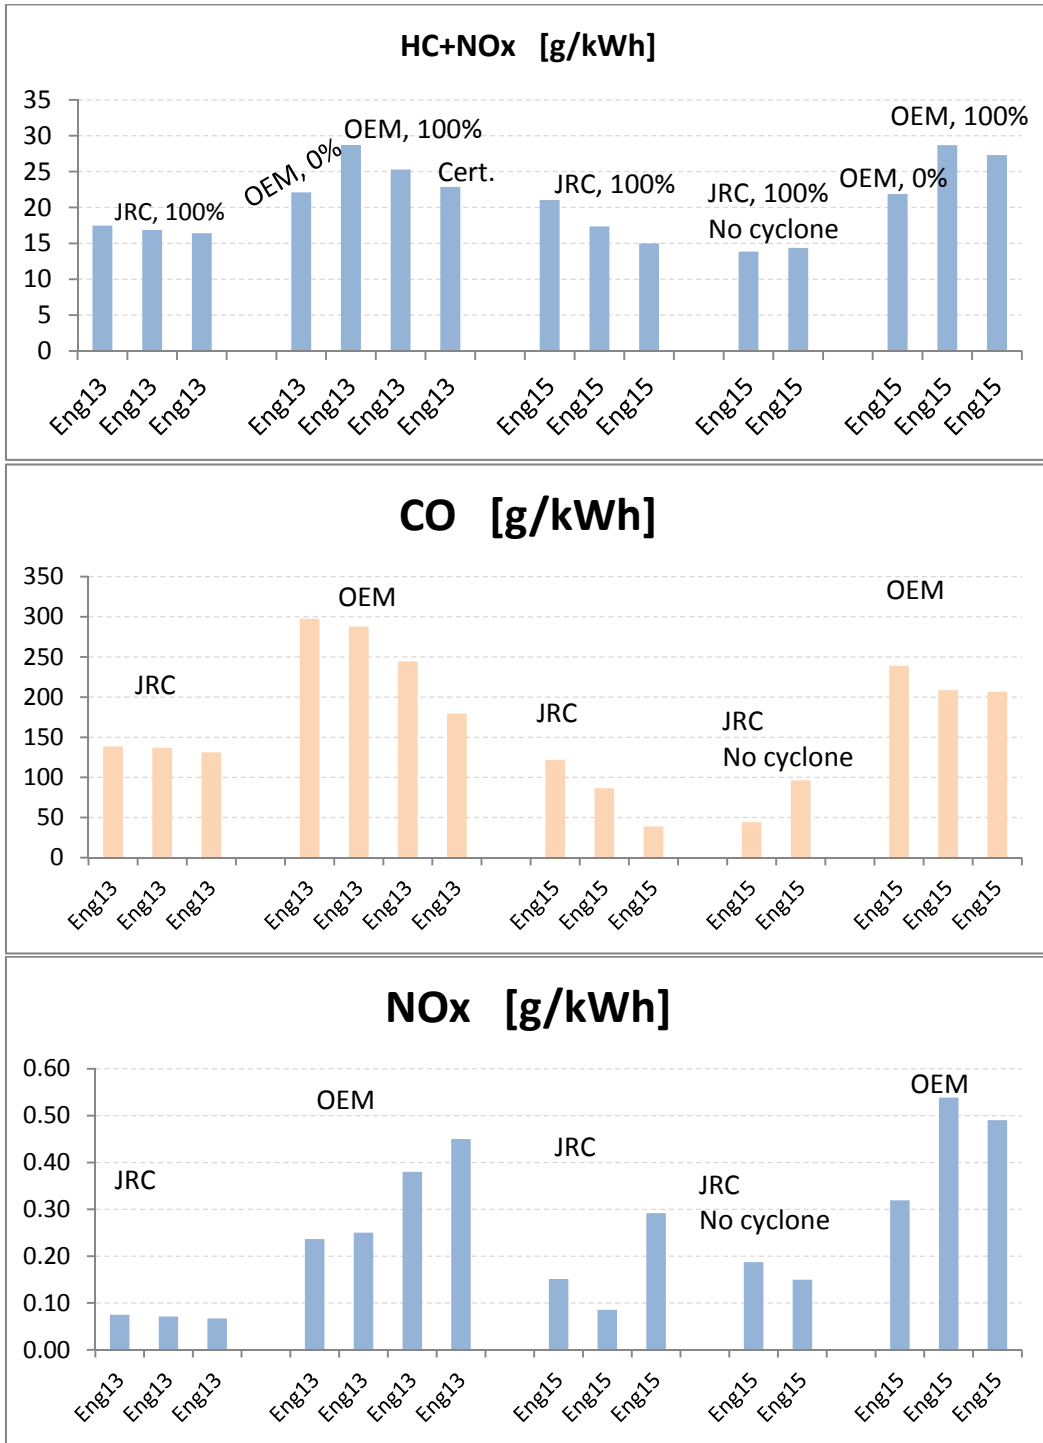 HC+NOx [g/kWh]
35
30
25
20
15
10
5
0
JRC, 100%
OEM, 0%
OEM, 100%
Cert.
JRC, 100%
JRC, 100%
No cyclone
OEM, 0%
OEM, 100%
Eng13
Eng13
Eng13
Eng13
Eng13
Eng13
Eng13
Eng15
Eng15
Eng15
Eng15
Eng15
Eng15
Eng15
Eng15
CO [g/kWh]
350
300
250
200
150
100
50
0
JRC
OEM
JRC
JRC
No cyclone
OEM
Eng13
Eng13
Eng13
Eng13
Eng13
Eng13
Eng13
Eng15
Eng15
Eng15
Eng15
Eng15
Eng15
Eng15
Eng15
NOx [g/kWh]
0.60
0.50
0.40
0.30
0.20
0.10
0.00
JRC
OEM
JRC
JRC
No cyclone
OEM
Eng13
Eng13
Eng13
Eng13
Eng13
Eng13
Eng13
Eng15
Eng15
Eng15
Eng15
Eng15
Eng15
Eng15
Eng15